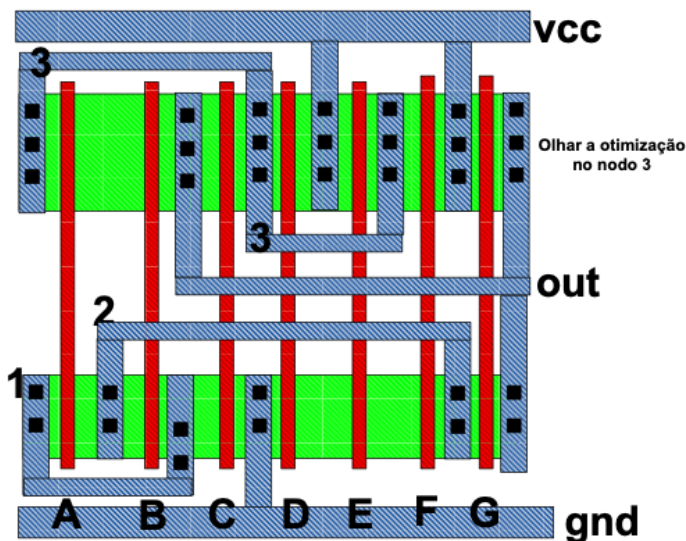 vcc
3
Olhar a otimização
no nodo 3
3
out
2
1
A B C D E F G
gnd